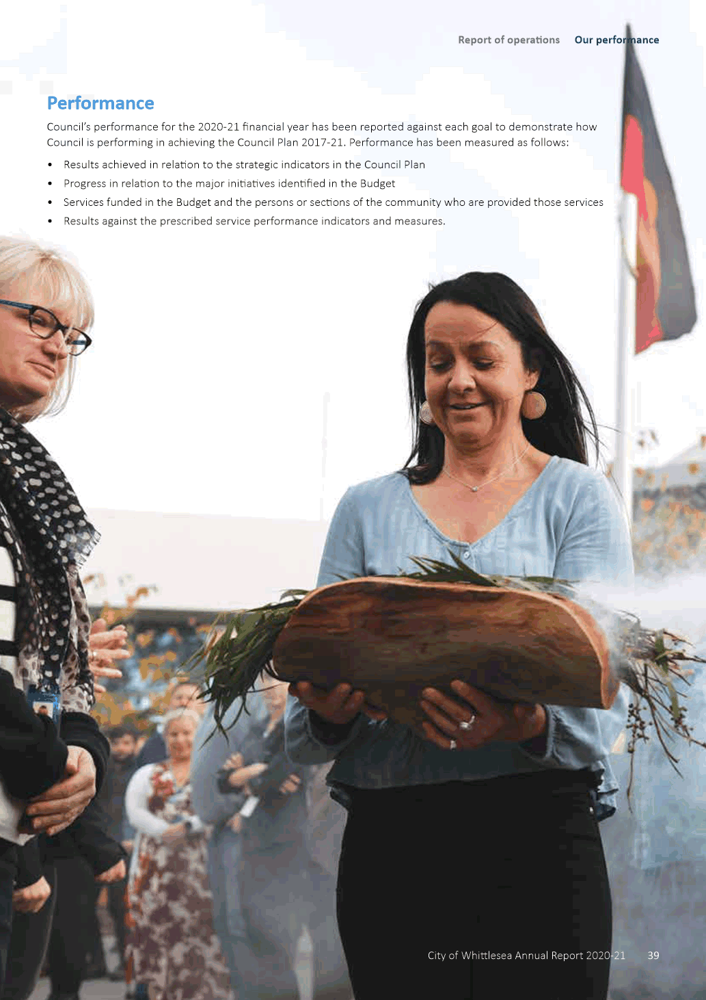 Report of operations Our performance
Performance
Council's performance for the 2020-21 financial year has been reported against each goal to demonstrate how
Council is performing in achieving the Council Plan 2017-21. Performance has been measured as follows:
• Results achieved in relation to the strategic indicators in the Council Plan
• Progress in relation to the major initiatives identified in the Budget
• Services funded in the Budget and the persons or sections of the community who are provided those services
• Results against the prescribed service performance indicators and measures.
City of Whittlesea Annual Report 2020-21 39